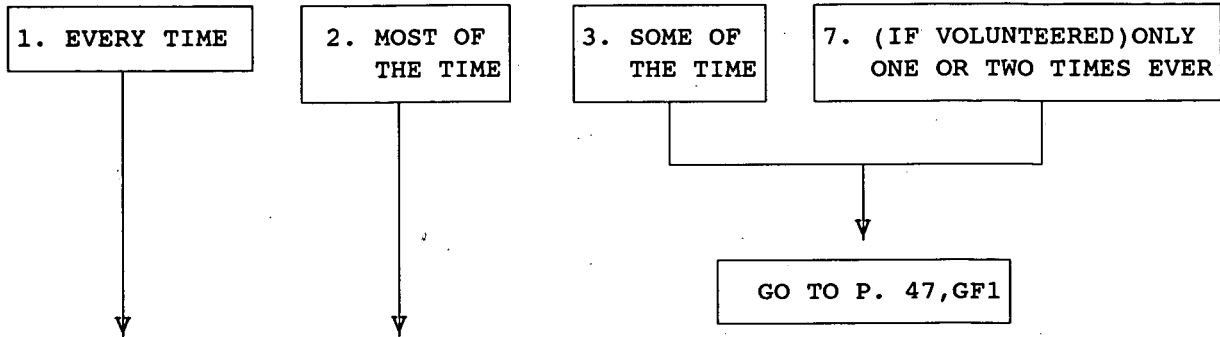 1. EVERY TIME
2. MOST OF
THE TIME
3. SOME OF
THE TIME
7. (IF VOLUNTEERED)ONLY
ONE OR TWO TIMES EVER
GO TO P. 47,GF1